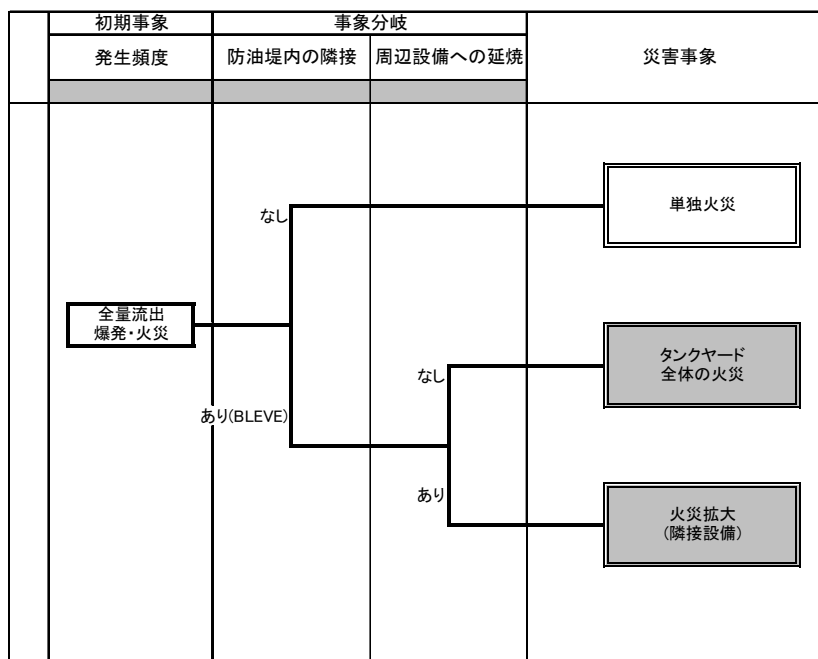 初期事象
事象分岐
発生頻度
防油堤内の隣接
周辺設備への延焼
災害事象
なし
単独火災
全量流出
爆発・火災
あり(BLEVE)
なし
タンクヤード
全体の火災
あり
火災拡大
(隣接設備)